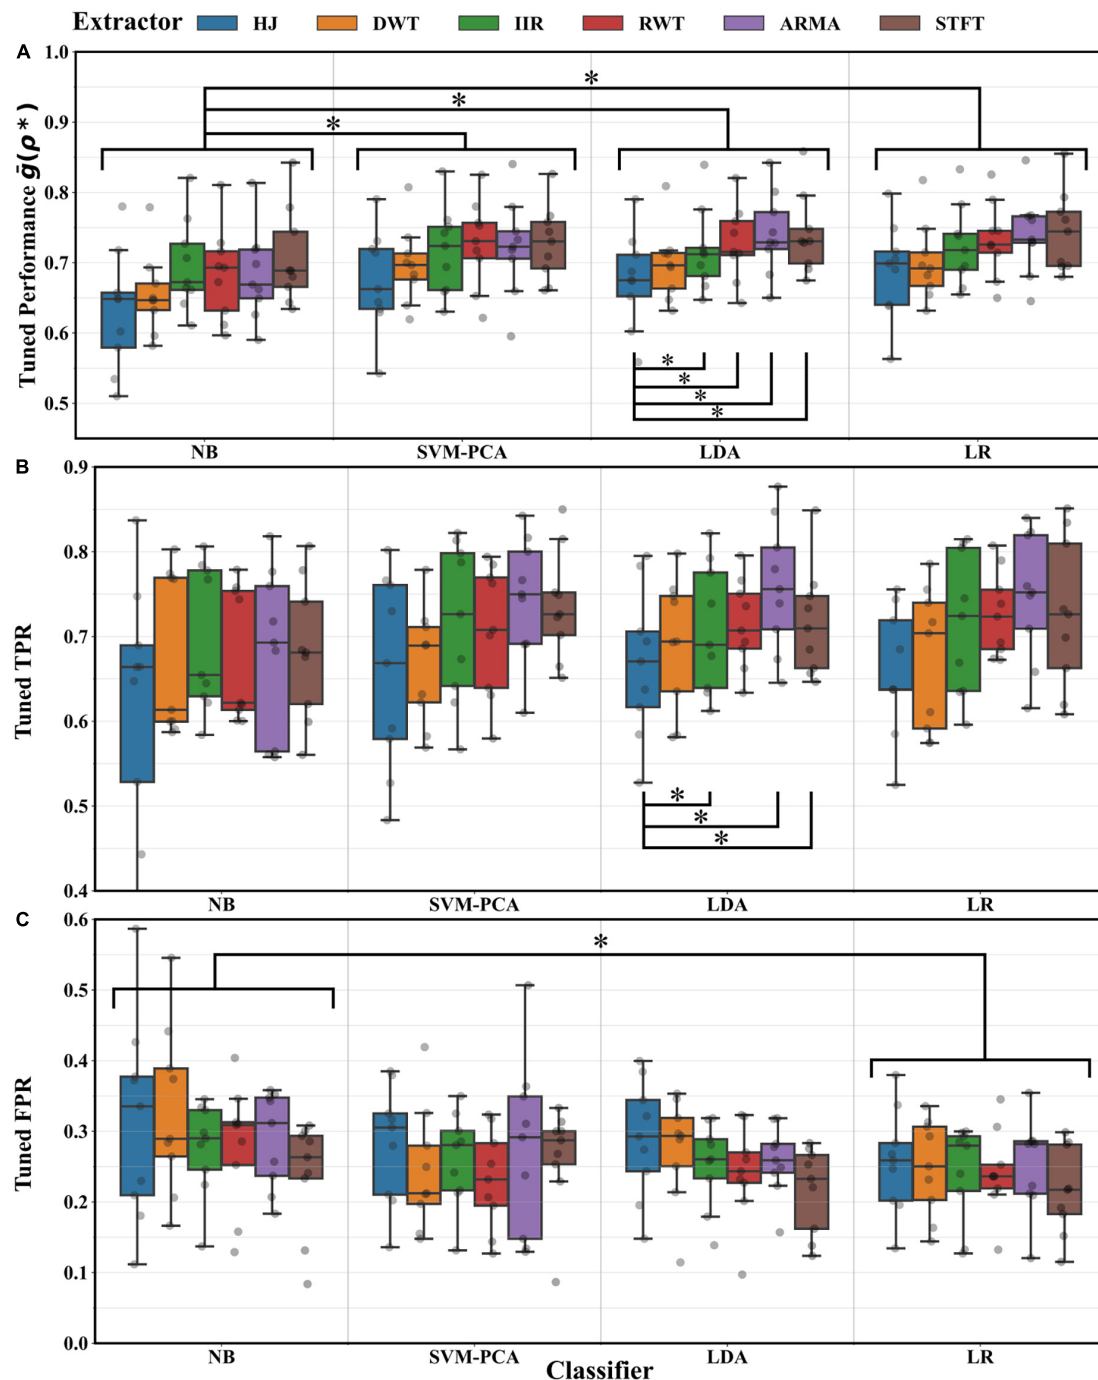 Extractor HJ DWT IIR RWT ARMA STFT
A
1.0
0.9
0.8
0.7
0.6
0.5
Tuned Performance ḡ(ρ*)
*
*
*
*
*
*
*
NB SVM-PCA LDA LR
B
0.9
0.8
0.7
0.6
0.5
0.4
Tuned TPR
*
*
*
NB SVM-PCA LDA LR
C
0.6
0.5
0.4
0.3
0.2
0.1
0.0
Tuned FPR
*
NB SVM-PCA LDA LR
Classifier